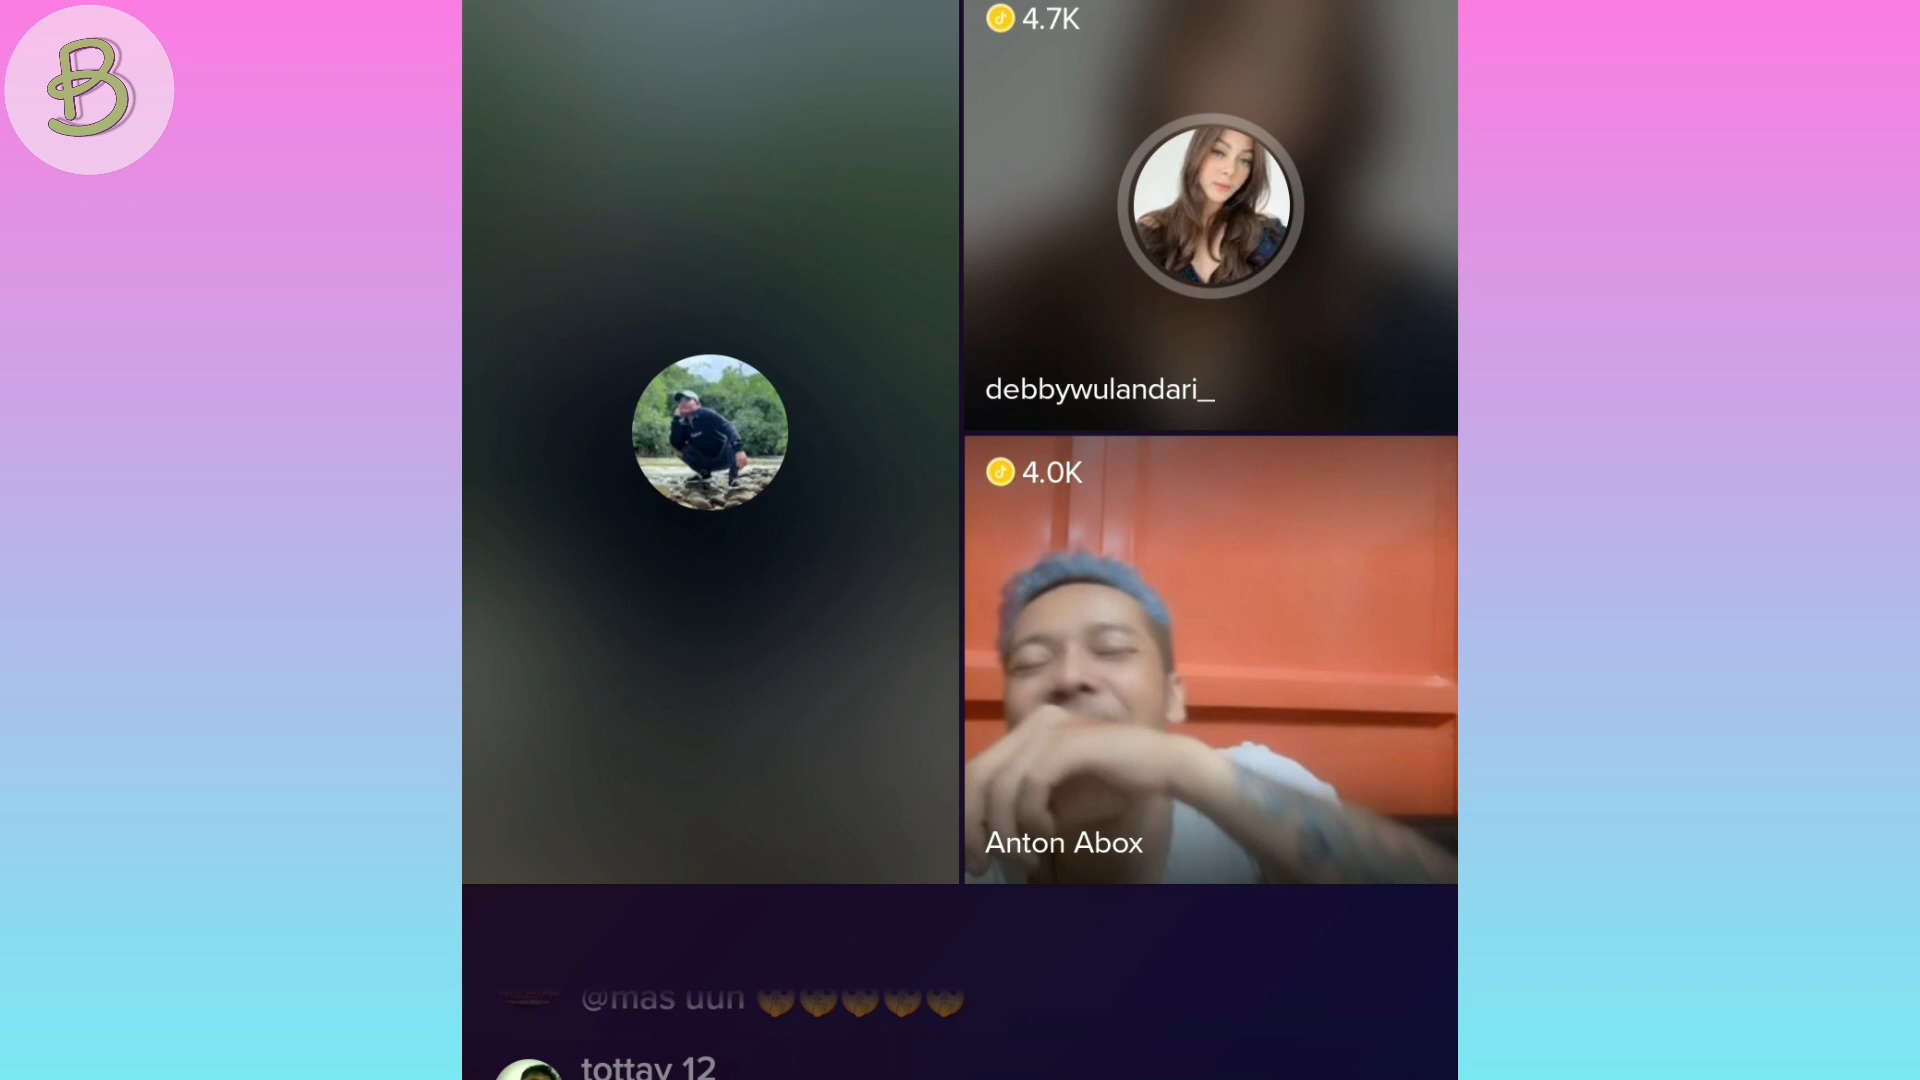 B
4.7K
debbywulandari_
4.0K
Anton Abox
@mas uun
tottay 12